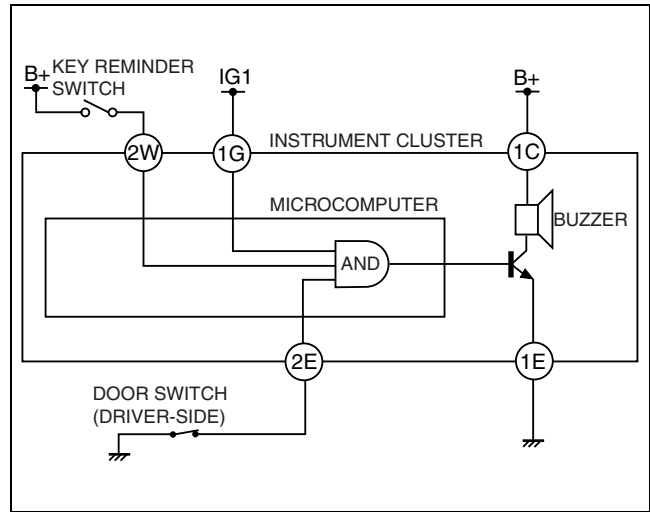 B+
KEY REMINDER
SWITCH
IG1
B+
2W
1G
INSTRUMENT CLUSTER
1C
MICROCOMPUTER
BUZZER
AND
2E
1E
DOOR SWITCH
(DRIVER-SIDE)